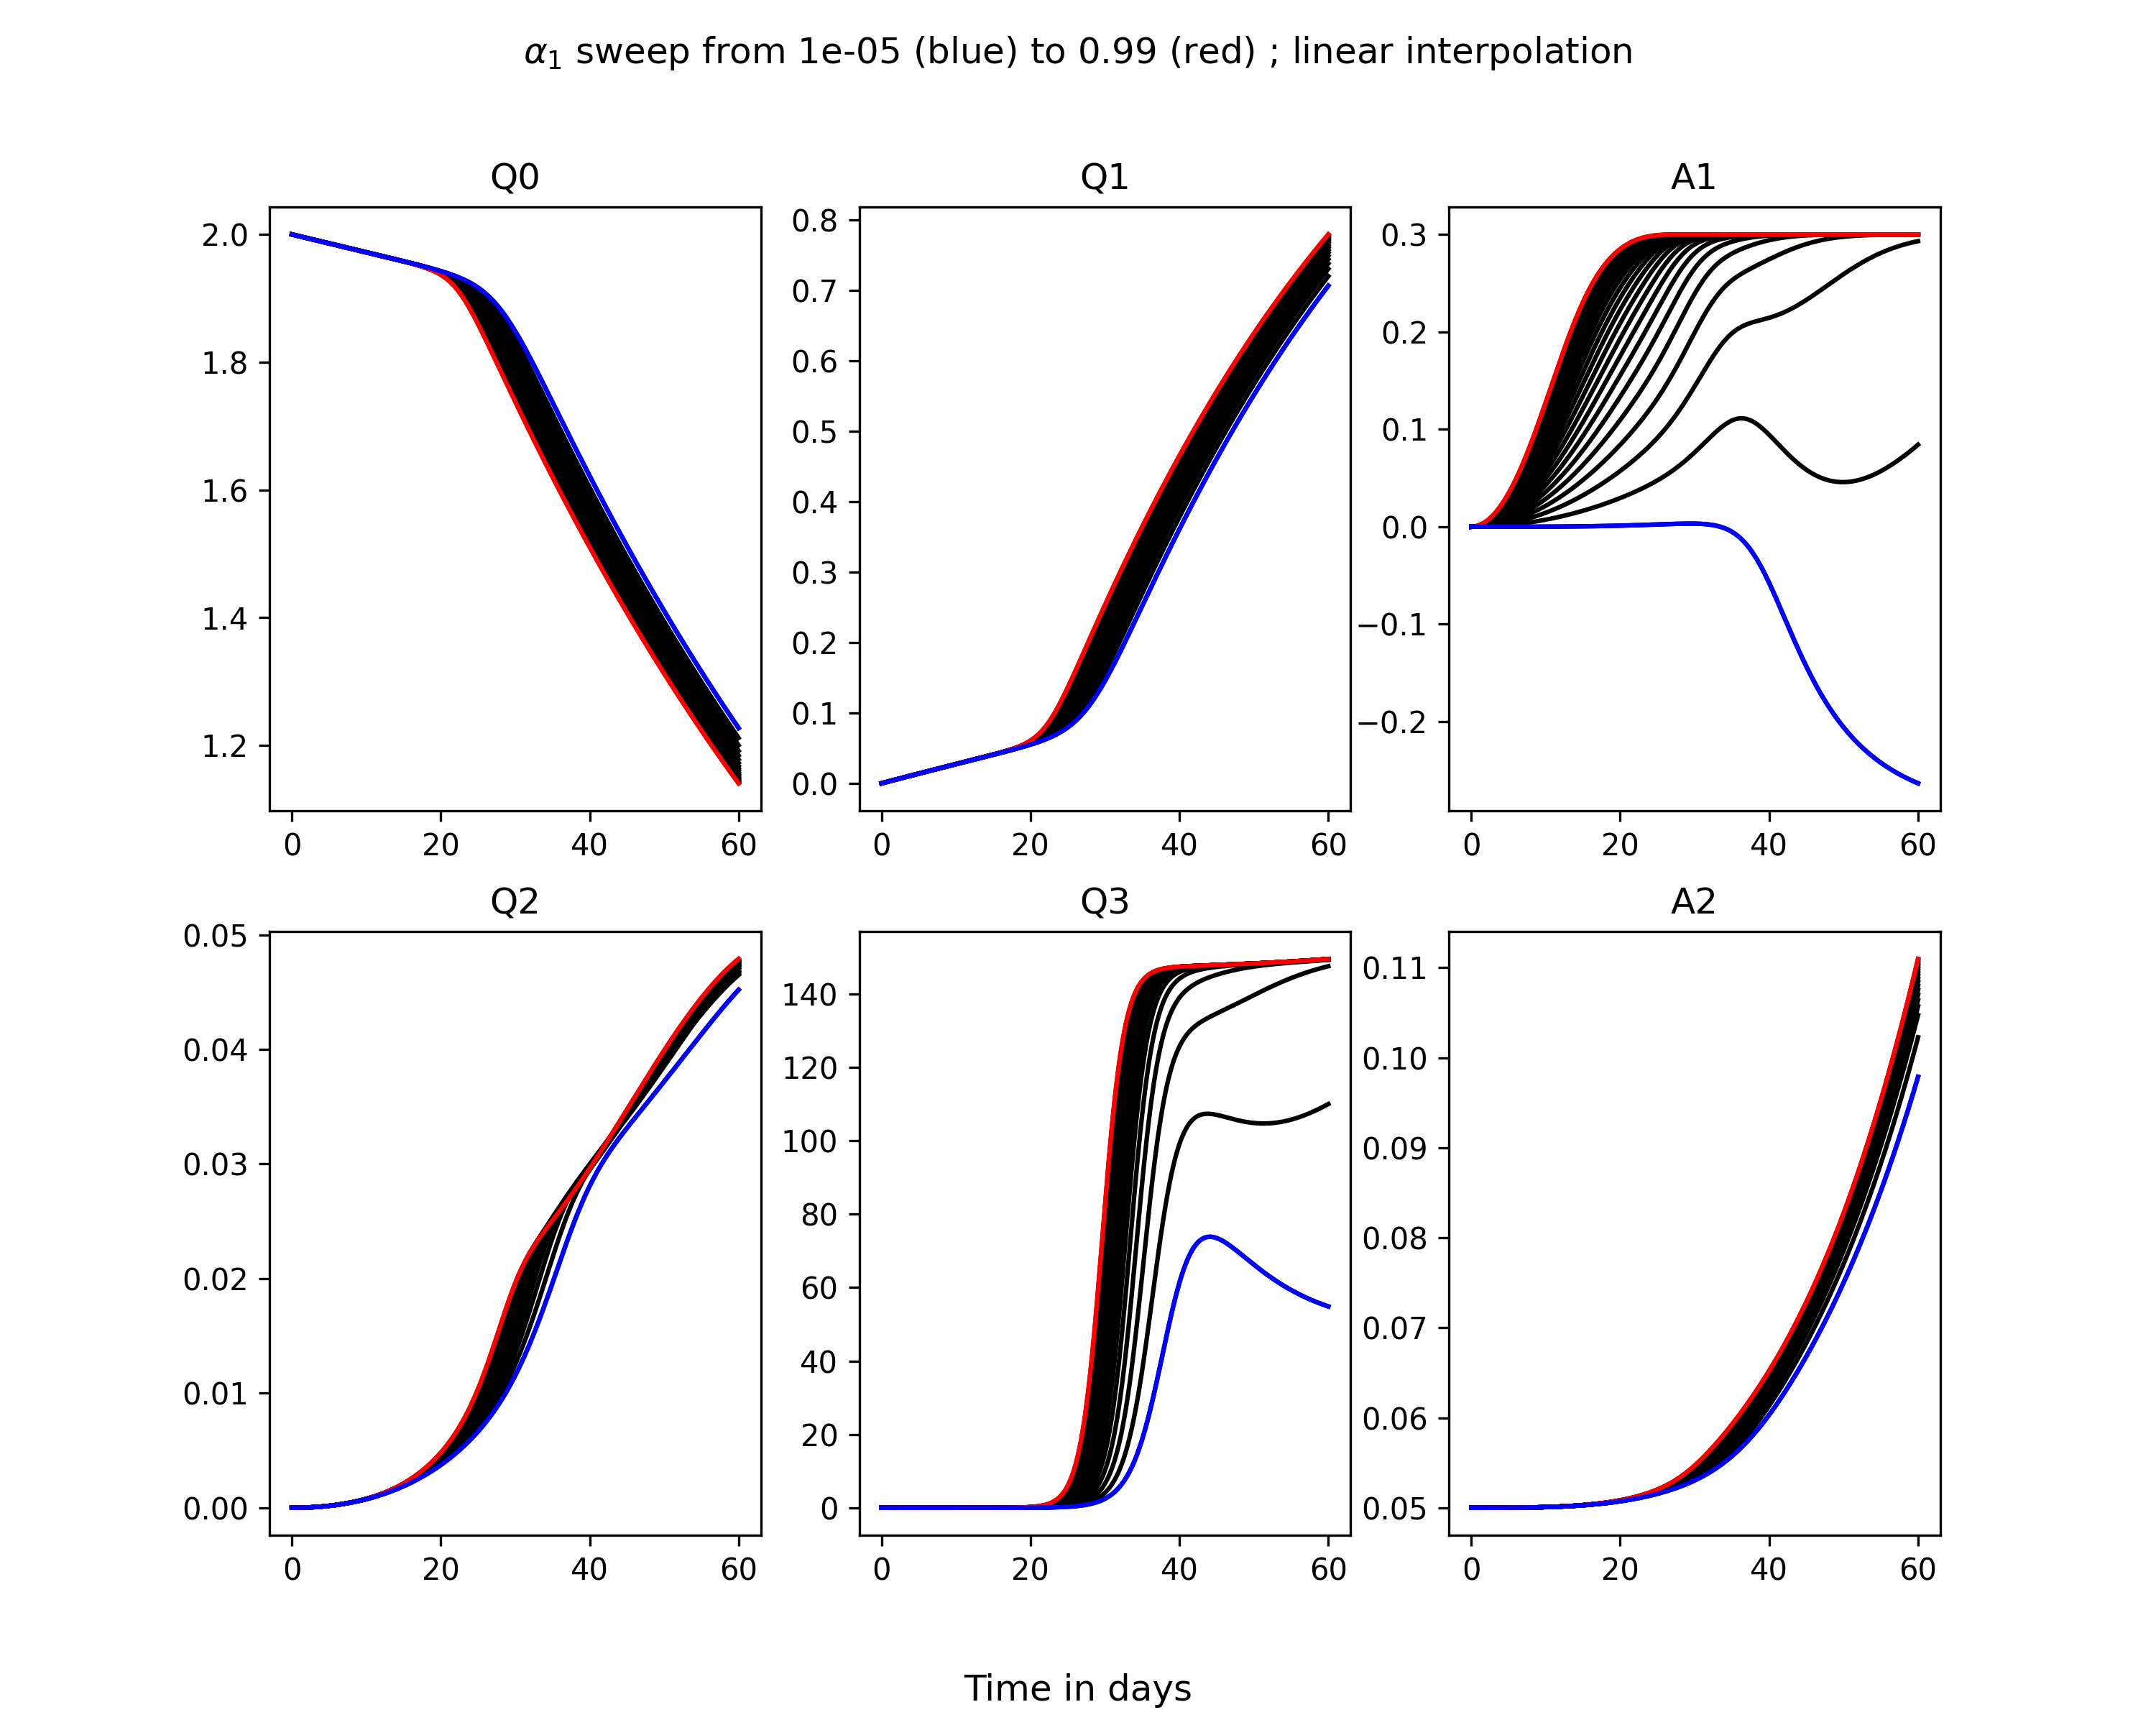 α1 sweep from 1e-05 (blue) to 0.99 (red) ; linear interpolation
Q0
Q1
A1
2.0
1.8
1.6
1.4
1.2
0 20 40 60
0.8
0.7
0.6
0.5
0.4
0.3
0.2
0.1
0.0
0 20 40 60
0.3
0.2
0.1
0.0
−0.1
−0.2
0 20 40 60
Q2
Q3
A2
0.05
0.04
0.03
0.02
0.01
0.00
0 20 40 60
140
120
100
80
60
40
20
0
0 20 40 60
0.11
0.10
0.09
0.08
0.07
0.06
0.05
0 20 40 60
Time in days